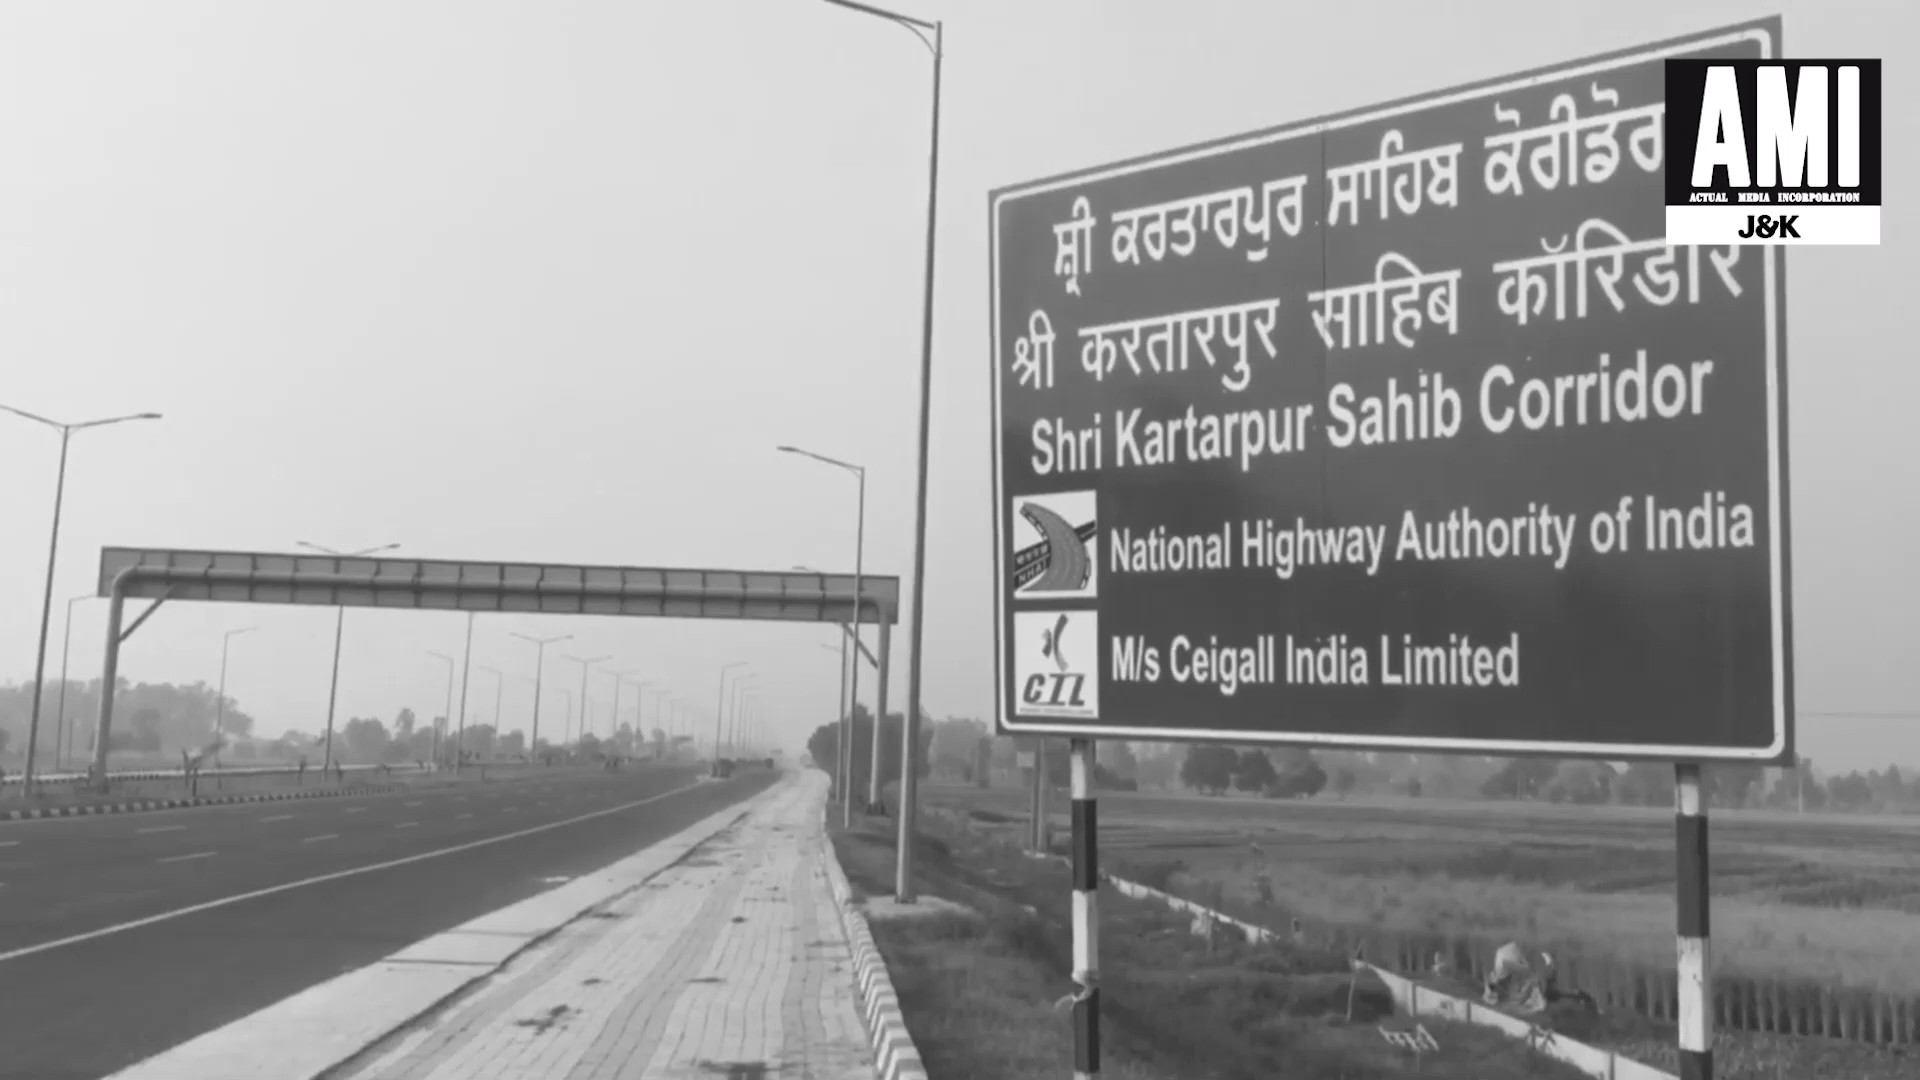 ਸ਼੍ਰੀ ਕਰਤਾਰਪੁਰ ਸਾਹਿਬ ਕੋਰੀਡੋਰ
श्री करतारपुर साहिब कॉरिडोर
Shri Kartarpur Sahib Corridor
NHAI
National Highway Authority of India
CIL
M/s Ceigall India Limited
AMI
ACTUAL MEDIA INCORPORATION
J&K